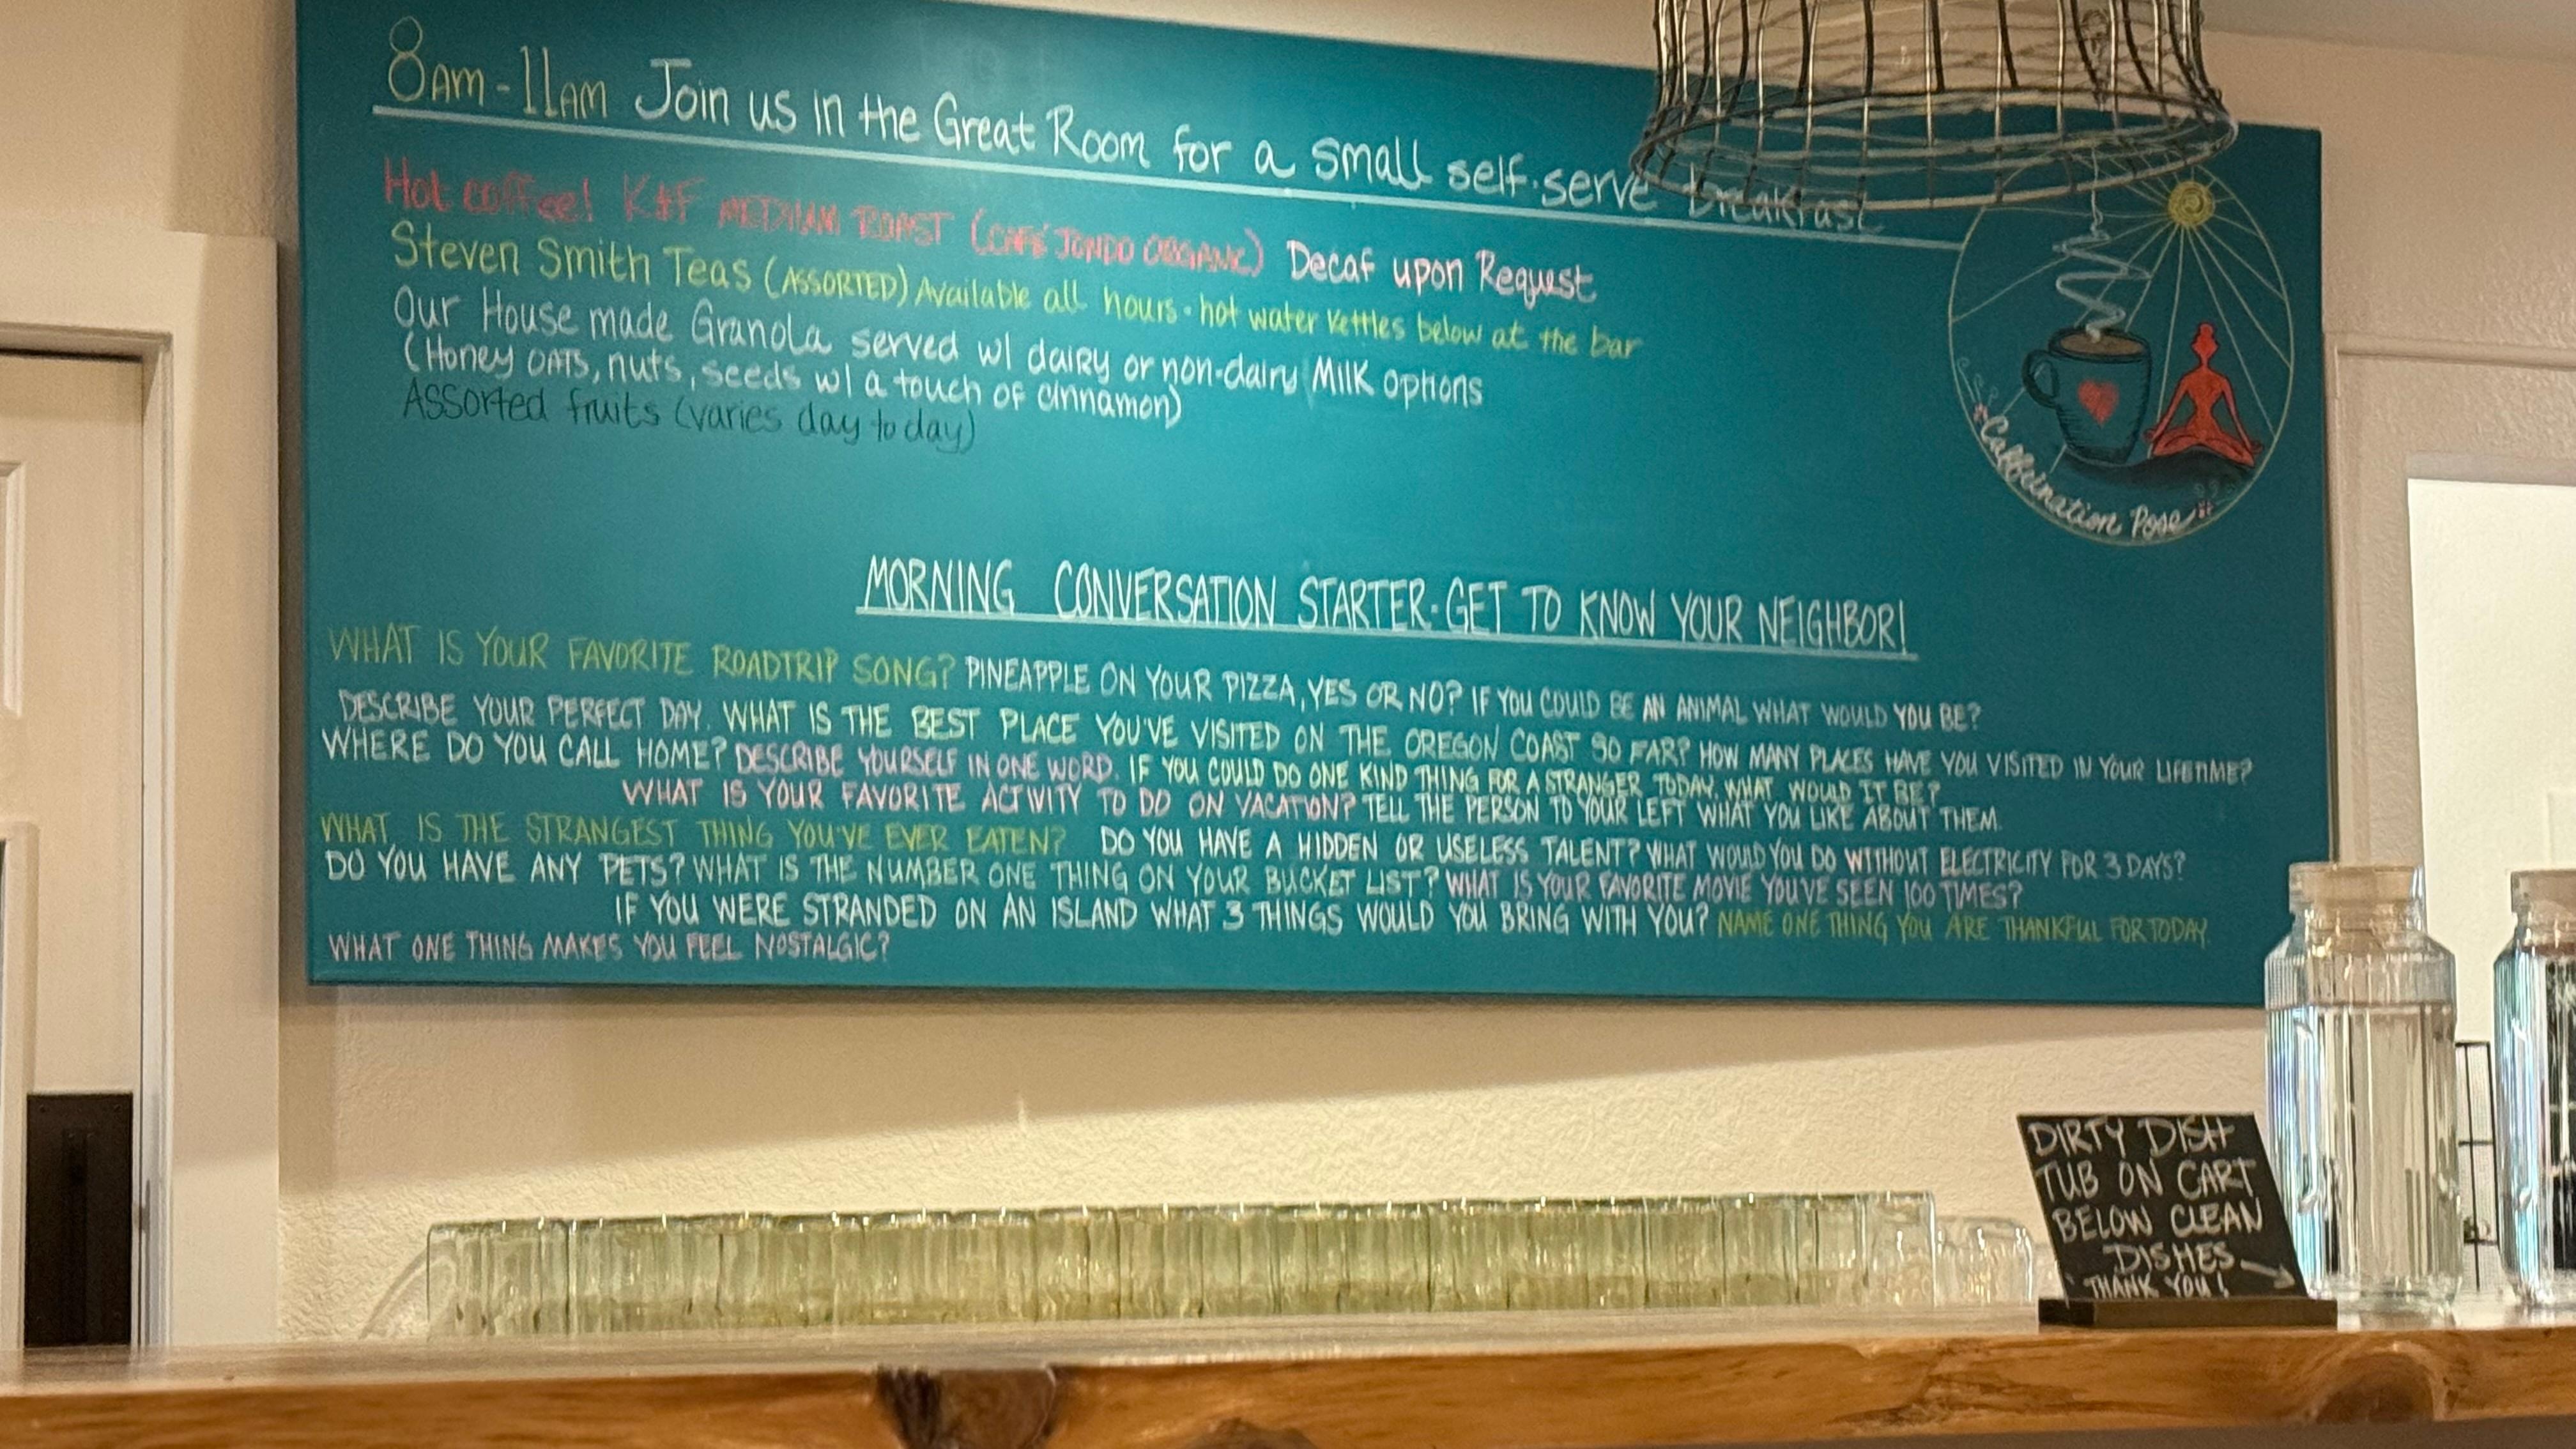 8AM-11AM Join us in the Great Room for a small self-serve breakfast
Hot coffee! K&F MEDIUM ROAST (CAFÉ JONDO ORGANIC) Decaf upon Request
Steven Smith Teas (ASSORTED) Available all hours - hot water kettles below at the bar
Our House made Granola served w/ dairy or non-dairy Milk options
(Honey OATS, nuts, seeds w/ a touch of cinnamon)
Assorted fruits (varies day to day)
Caffeination Pose
MORNING CONVERSATION STARTER-GET TO KNOW YOUR NEIGHBOR!
WHAT IS YOUR FAVORITE ROADTRIP SONG? PINEAPPLE ON YOUR PIZZA, YES OR NO? IF YOU COULD BE AN ANIMAL WHAT WOULD YOU BE?
DESCRIBE YOUR PERFECT DAY. WHAT IS THE BEST PLACE YOU'VE VISITED ON THE OREGON COAST SO FAR? HOW MANY PLACES HAVE YOU VISITED IN YOUR LIFETIME?
WHERE DO YOU CALL HOME? DESCRIBE YOURSELF IN ONE WORD. IF YOU COULD DO ONE KIND THING FOR A STRANGER TODAY, WHAT WOULD IT BE?
WHAT IS YOUR FAVORITE ACTIVITY TO DO ON VACATION? TELL THE PERSON TO YOUR LEFT WHAT YOU LIKE ABOUT THEM.
WHAT IS THE STRANGEST THING YOU'VE EVER EATEN? DO YOU HAVE A HIDDEN OR USELESS TALENT? WHAT WOULD YOU DO WITHOUT ELECTRICITY FOR 3 DAYS?
DO YOU HAVE ANY PETS? WHAT IS THE NUMBER ONE THING ON YOUR BUCKET LIST? WHAT IS YOUR FAVORITE MOVIE YOU'VE SEEN 100 TIMES?
IF YOU WERE STRANDED ON AN ISLAND WHAT 3 THINGS WOULD YOU BRING WITH YOU? NAME ONE THING YOU ARE THANKFUL FOR TODAY.
WHAT ONE THING MAKES YOU FEEL NOSTALGIC?
DIRTY DISH
TUB ON CART
BELOW CLEAN
DISHES
THANK YOU!